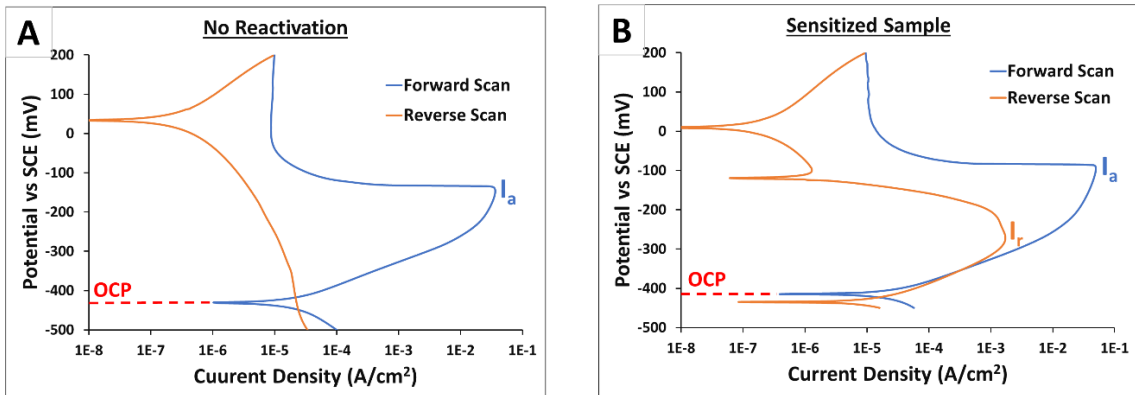 A
No Reactivation
Forward Scan
Reverse Scan
Potential vs SCE (mV)
200
100
0
-100
-200
-300
-400
-500
Ia
OCP
1E-8 1E-7 1E-6 1E-5 1E-4 1E-3 1E-2 1E-1
Cuurent Density (A/cm²)
B
Sensitized Sample
Forward Scan
Reverse Scan
Potential vs SCE (mV)
200
100
0
-100
-200
-300
-400
-500
Ia
Ir
OCP
1E-8 1E-7 1E-6 1E-5 1E-4 1E-3 1E-2 1E-1
Current Density (A/cm²)